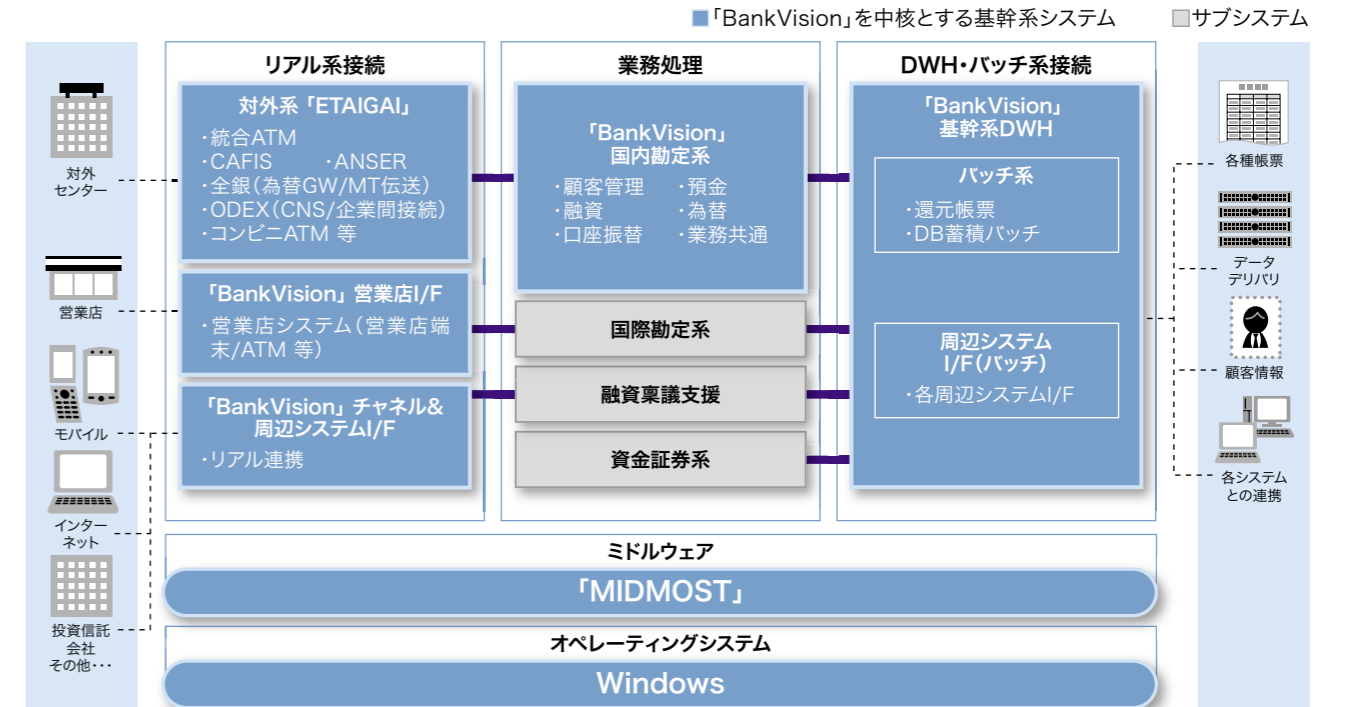 「BankVision」を中核とする基幹系システム
サブシステム
対外
センター
営業店
モバイル
インター
ネット
投資信託
会社
その他・・・
リアル系接続
対外系「ETAIGAI」
・統合ATM
・CAFIS ・ANSER
・全銀（為替GW/MT伝送）
・ODEX（CNS/企業間接続）
・コンビニATM 等
「BankVision」営業店I/F
・営業店システム（営業店端
末/ATM 等）
「BankVision」チャネル&
周辺システムI/F
・リアル連携
業務処理
「BankVision」
国内勘定系
・顧客管理 ・預金
・融資 ・為替
・口座振替 ・業務共通
国際勘定系
融資稟議支援
資金証券系
DWH・バッチ系接続
「BankVision」
基幹系DWH
バッチ系
・還元帳票
・DB蓄積バッチ
周辺システム
I/F（バッチ）
・各周辺システムI/F
各種帳票
データ
デリバリ
顧客情報
各システム
との連携
ミドルウェア
「MIDMOST」
オペレーティングシステム
Windows